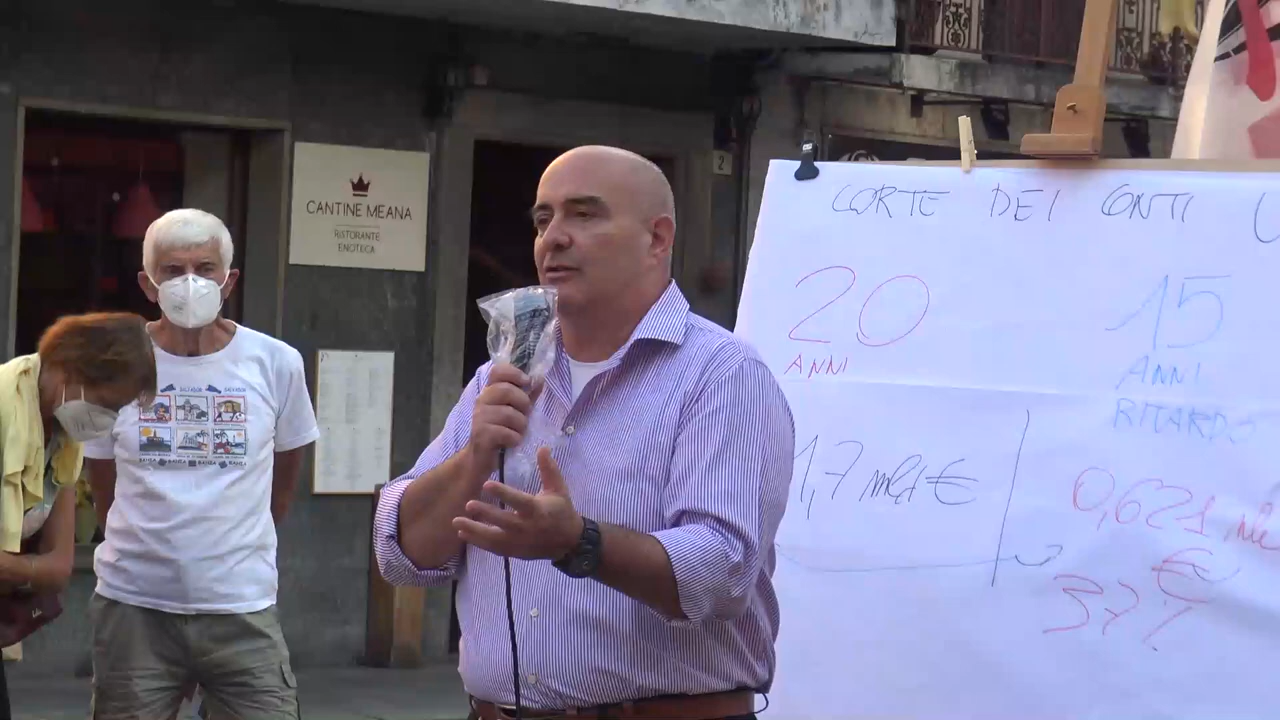 CANTINE MEANA
RISTORANTE
ENOTECA
2
CORTE DEI CONTI U
20
ANNI
15
ANNI
RITARDO
1,7 mld €
0,621 ml
€
37%